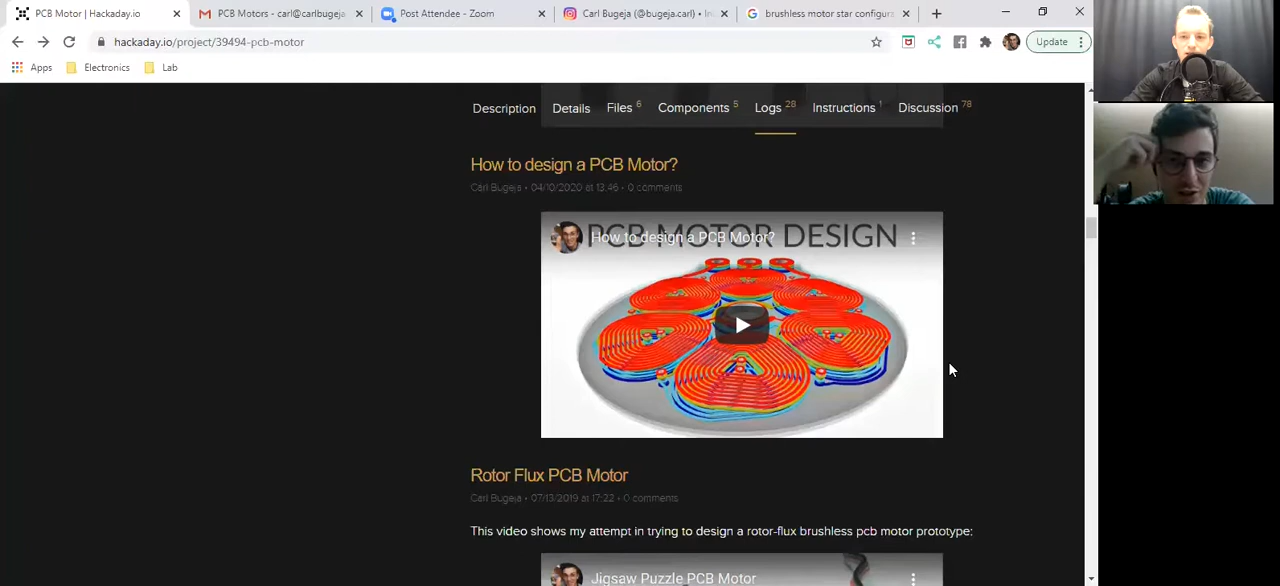 PCB Motor | Hackaday.io
PCB Motors - carl@carlbugeja.
Post Attendee - Zoom
Carl Bugeja (@bugeja.carl) • In
brushless motor star configura
hackaday.io/project/39494-pcb-motor
Update
Apps
Electronics
Lab
Description
Details
Files 6
Components 5
Logs 28
Instructions 1
Discussion 78
How to design a PCB Motor?
Carl Bugeja • 04/10/2020 at 13:46 • 0 comments
PCB MOTOR DESIGN
How to design a PCB Motor?
Rotor Flux PCB Motor
Carl Bugeja • 07/13/2019 at 17:22 • 0 comments
This video shows my attempt in trying to design a rotor-flux brushless pcb motor prototype:
Jigsaw Puzzle PCB Motor